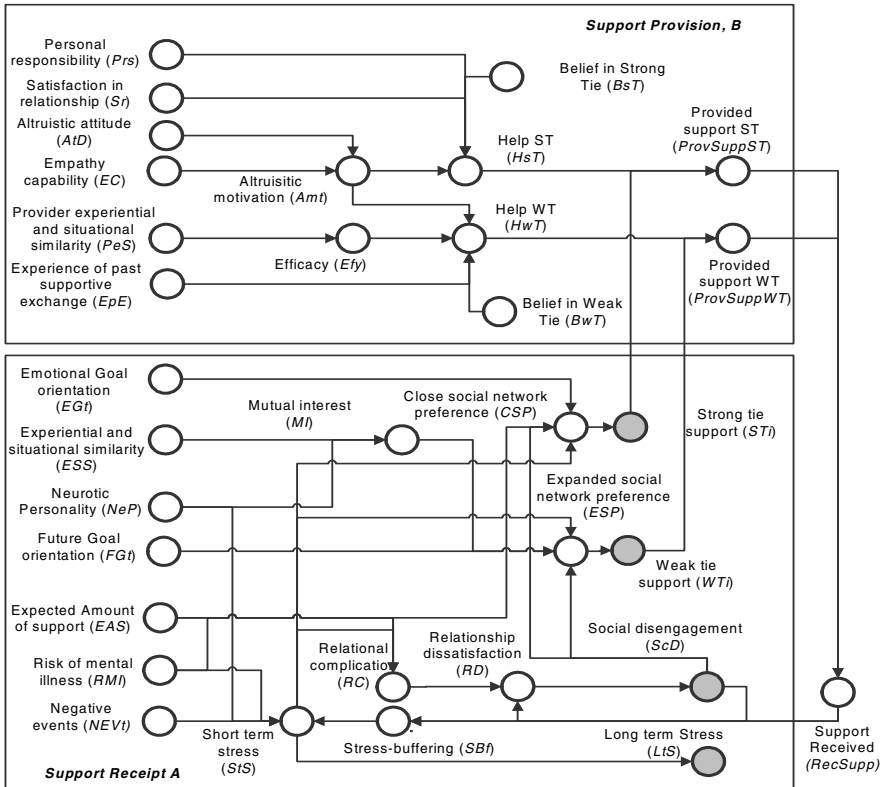 Support Provision, B
Personal
responsibility (Prs)
Satisfaction in
relationship (Sr)
Altruistic attitude
(AtD)
Empathy
capability (EC)
Provider experiential
and situational
similarity (PeS)
Experience of past
supportive
exchange (EpE)
Altruisitic
motivation (Amt)
Efficacy (Efy)
Belief in Strong
Tie (BsT)
Help ST
(HsT)
Help WT
(HwT)
Belief in Weak
Tie (BwT)
Provided
support ST
(ProvSuppST)
Provided
support WT
(ProvSuppWT)
Emotional Goal
orientation
(EGt)
Experiential and
situational similarity
(ESS)
Neurotic
Personality (NeP)
Future Goal
orientation (FGt)
Expected Amount
of support (EAS)
Risk of mental
illness (RMI)
Negative
events (NEVt)
Mutual interest
(MI)
Close social network
preference (CSP)
Strong tie
support (STi)
Expanded social
network preference
(ESP)
Weak tie
support (WTi)
Social disengagement
(ScD)
Relational
complication
(RC)
Relationship
dissatisfaction
(RD)
Short term
stress
(StS)
Stress-buffering (SBf)
Long term Stress
(LtS)
Support
Received
(RecSupp)
Support Receipt A